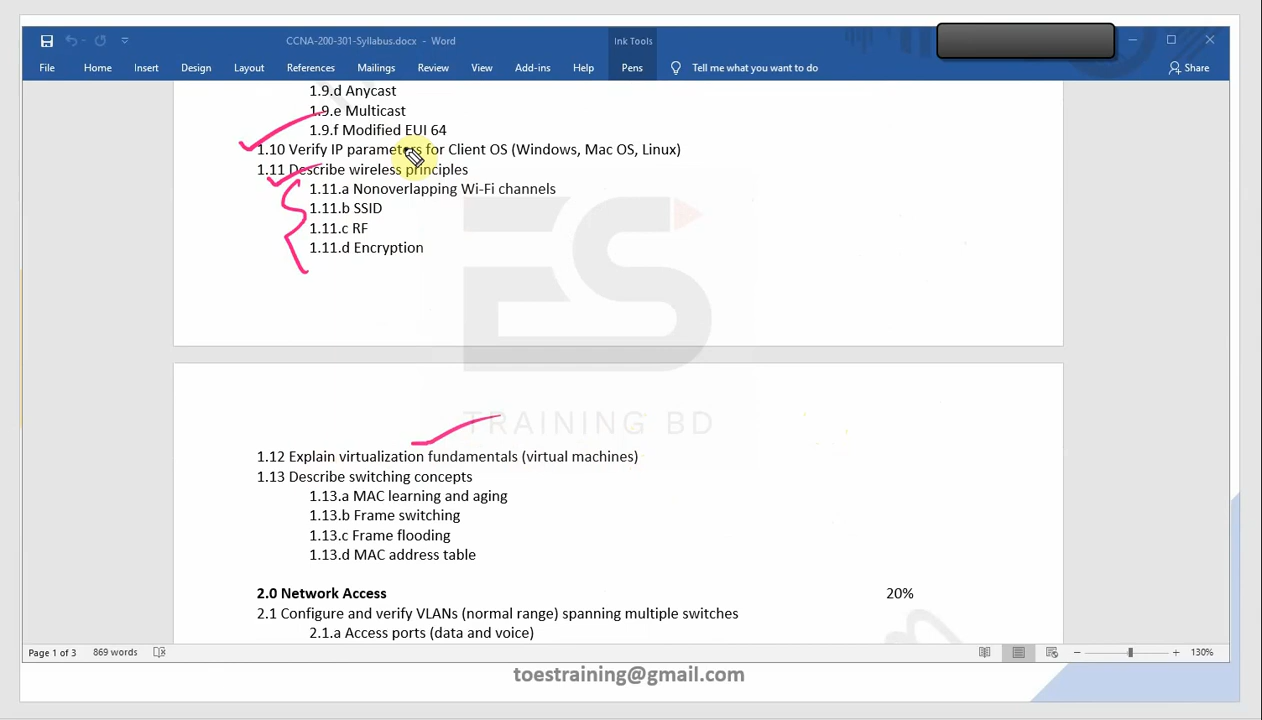 CCNA-200-301-Syllabus.docx - Word
Ink Tools
File Home Insert Design Layout References Mailings Review View Add-ins Help Pens Tell me what you want to do Share
1.9.d Anycast
1.9.e Multicast
1.9.f Modified EUI 64
1.10 Verify IP parameters for Client OS (Windows, Mac OS, Linux)
1.11 Describe wireless principles
1.11.a Nonoverlapping Wi-Fi channels
1.11.b SSID
1.11.c RF
1.11.d Encryption
ES
TRAINING BD
1.12 Explain virtualization fundamentals (virtual machines)
1.13 Describe switching concepts
1.13.a MAC learning and aging
1.13.b Frame switching
1.13.c Frame flooding
1.13.d MAC address table
2.0 Network Access 20%
2.1 Configure and verify VLANs (normal range) spanning multiple switches
2.1.a Access ports (data and voice)
Page 1 of 3 869 words 130%
toestraining@gmail.com